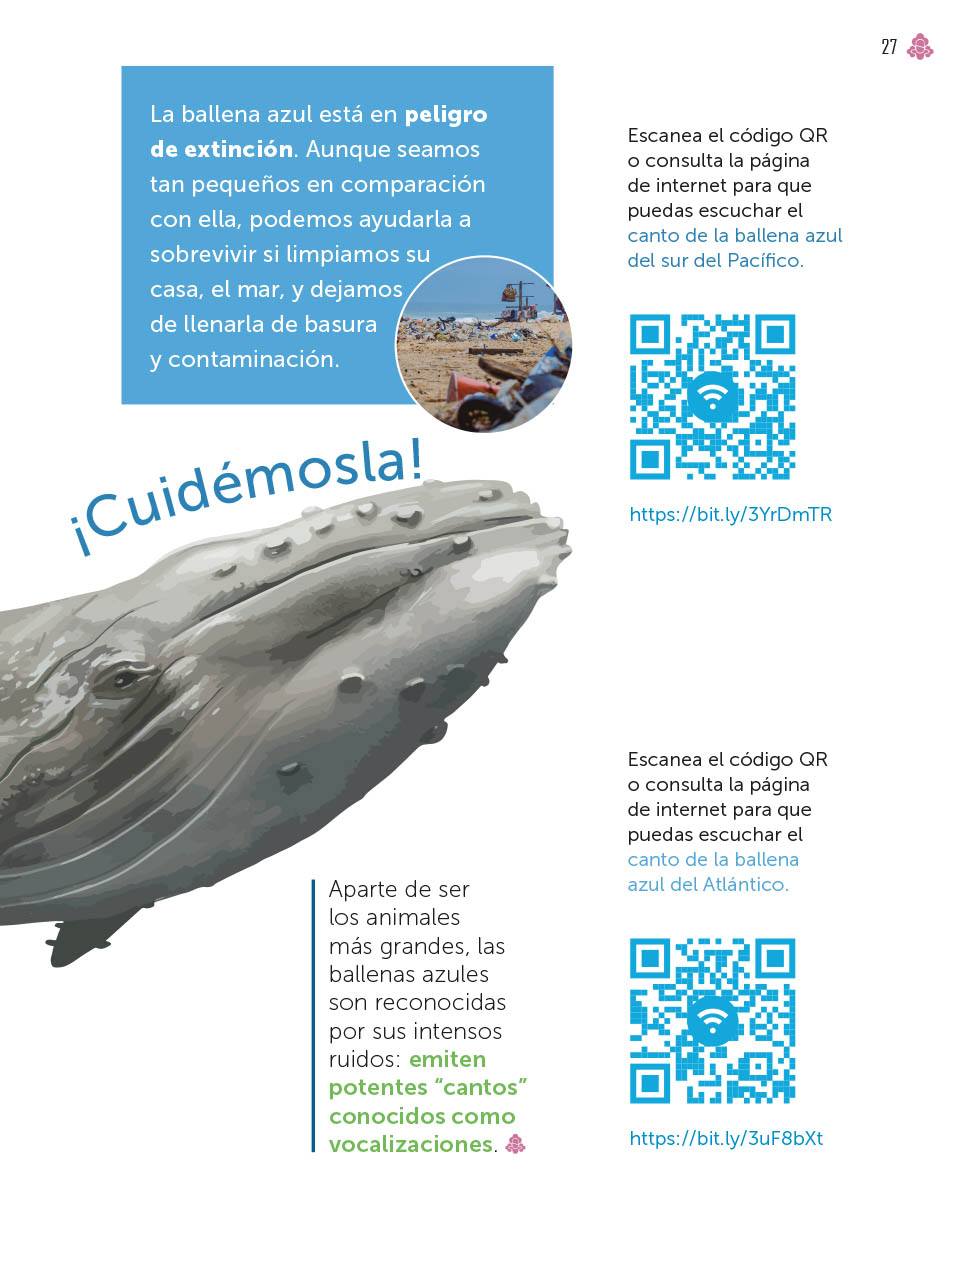 27
La ballena azul está en peligro
de extinción. Aunque seamos
tan pequeños en comparación
con ella, podemos ayudarla a
sobrevivir si limpiamos su
casa, el mar, y dejamos
de llenarla de basura
y contaminación.
¡Cuidémosla!
Escanea el código QR
o consulta la página
de internet para que
puedas escuchar el
canto de la ballena azul
del sur del Pacífico.
https://bit.ly/3YrDmTR
Aparte de ser
los animales
más grandes, las
ballenas azules
son reconocidas
por sus intensos
ruidos: emiten
potentes “cantos”
conocidos como
vocalizaciones.
Escanea el código QR
o consulta la página
de internet para que
puedas escuchar el
canto de la ballena
azul del Atlántico.
https://bit.ly/3uF8bXt